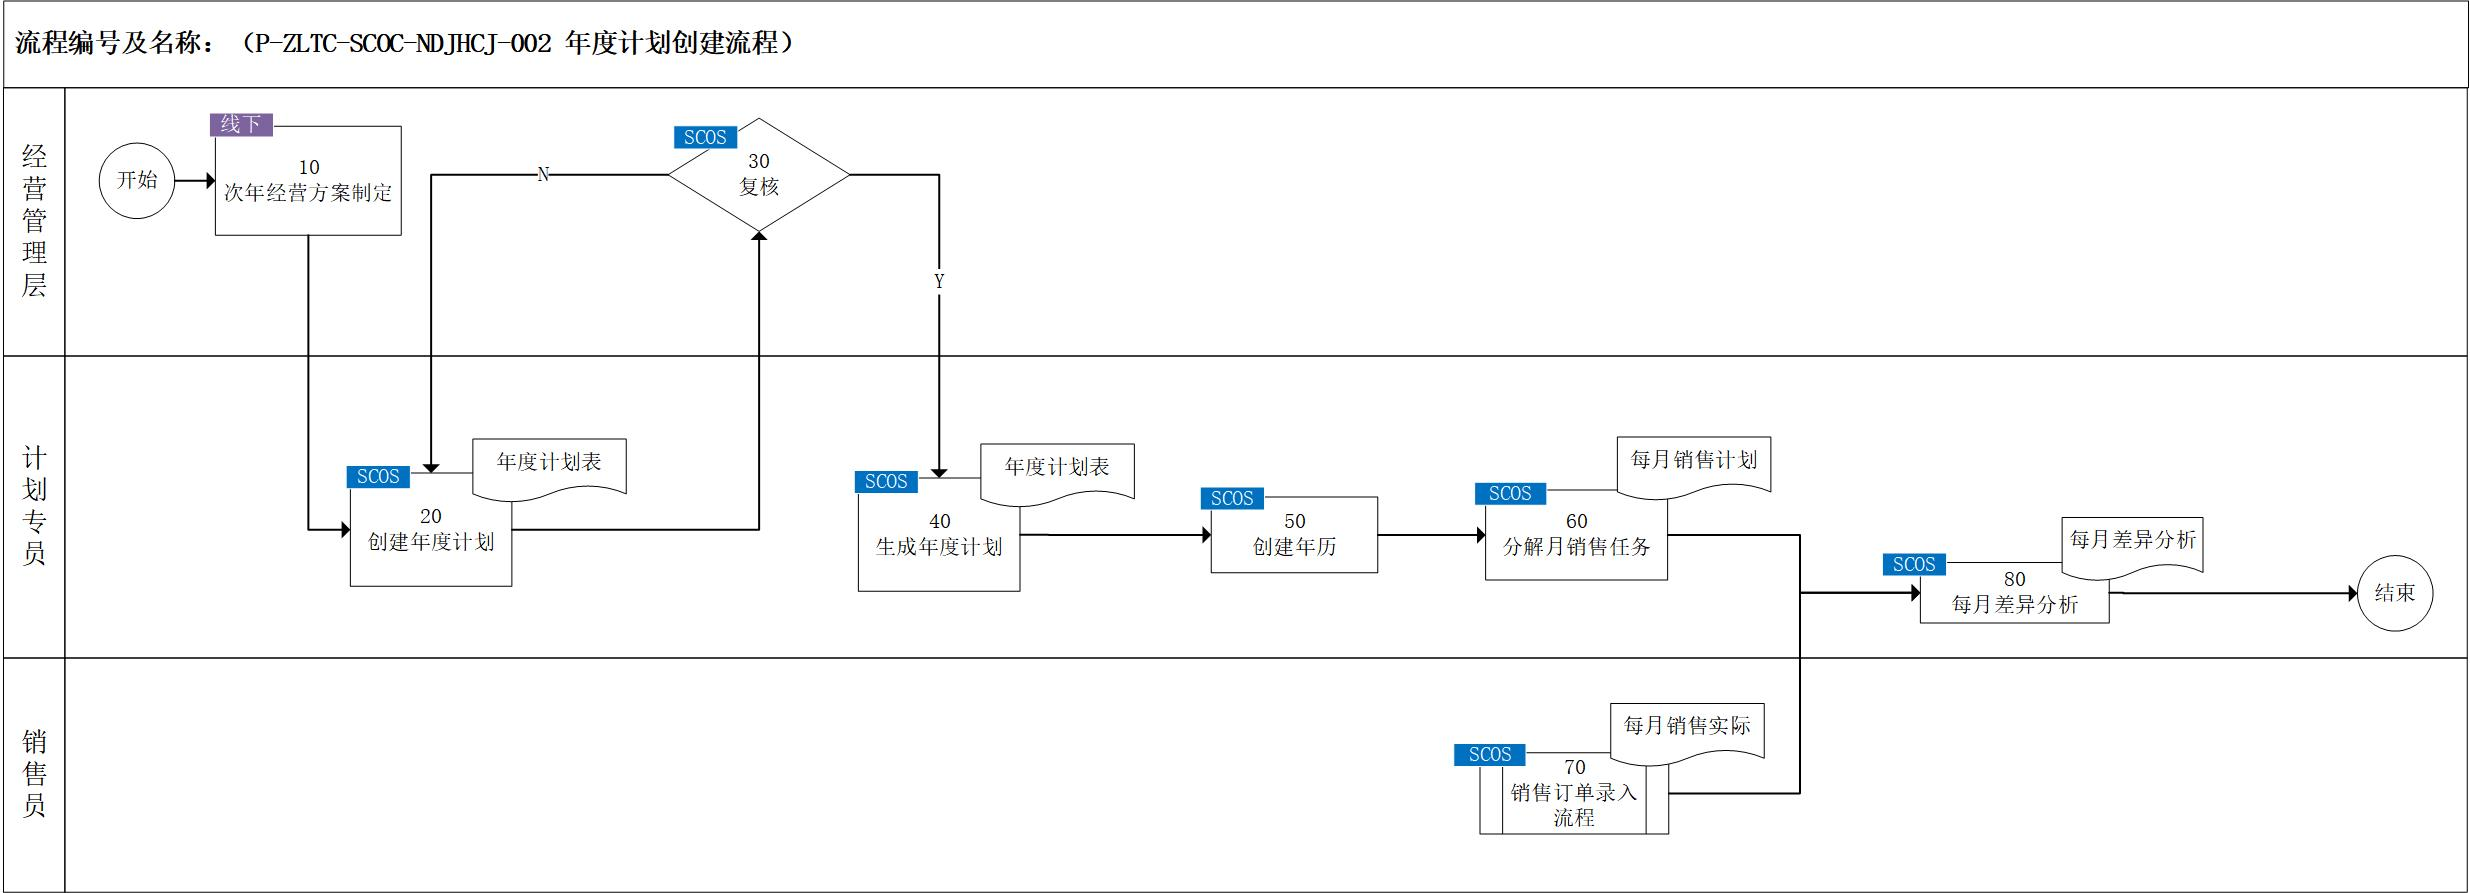 流程编号及名称：（P-ZLTC-SCOC-NDJHCJ-002 年度计划创建流程）
经营管理层
开始
线下
10
次年经营方案制定
N
SCOS
30
复核
Y
计划专员
SCOS
年度计划表
20
创建年度计划
SCOS
年度计划表
40
生成年度计划
SCOS
50
创建年历
SCOS
每月销售计划
60
分解月销售任务
SCOS
每月差异分析
80
每月差异分析
结束
销售员
SCOS
每月销售实际
70
销售订单录入
流程